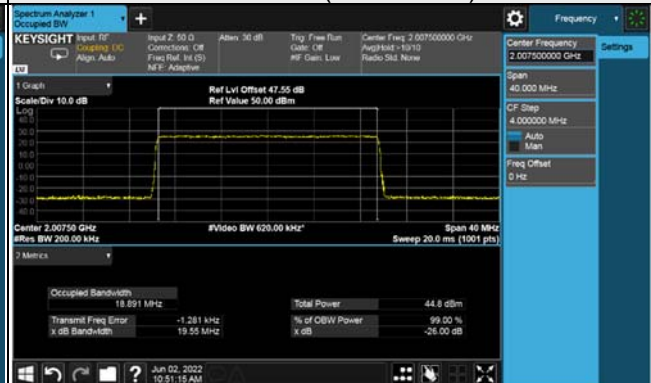 Spectrum Analyzer 1
Occupied BW
Frequency
KEYSIGHT
Input: RF
Coupling: DC
Align: Auto
Input Z: 50 Ω
Corrections: Off
Freq Ref: Int (S)
NFE: Adaptive
Atten: 30 dB
Trig: Free Run
Gate: Off
#IF Gain: Low
Center Freq: 2.007500000 GHz
Avg|Hold:>10/10
Radio Std: None
LM
Center Frequency
2.007500000 GHz
Settings
Span
40.000 MHz
CF Step
4.000000 MHz
Auto
Man
Freq Offset
0 Hz
1 Graph
Scale/Div 10.0 dB
Ref Lvl Offset 47.55 dB
Ref Value 50.00 dBm
Log
40.0
30.0
20.0
10.0
0.00
-10.0
-20.0
-30.0
-40.0
Center 2.00750 GHz
#Res BW 200.00 kHz
#Video BW 620.00 kHz*
Span 40 MHz
Sweep 20.0 ms (1001 pts)
2 Metrics
Occupied Bandwidth
18.891 MHz
Total Power
44.8 dBm
Transmit Freq Error
-1.281 kHz
% of OBW Power
99.00 %
x dB Bandwidth
19.55 MHz
x dB
-26.00 dB
Jun 02, 2022
10:51:15 AM